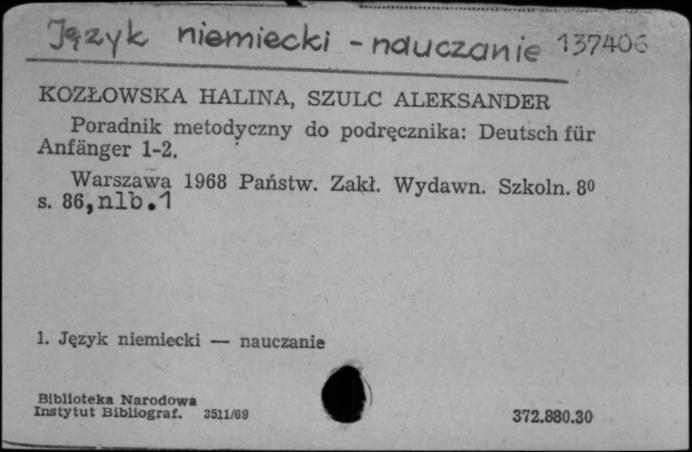 Język niemiecki - nauczanie 137406
KOZŁOWSKA HALINA, SZULC ALEKSANDER
Poradnik metodyczny do podręcznika: Deutsch für
Anfänger 1-2.
Warszawa 1968 Państw. Zakł. Wydawn. Szkoln. 8⁰
s. 86, nlb. 1
1. Język niemiecki — nauczanie
Biblioteka Narodowa
Instytut Bibliograf. 3511/69
372.880.30